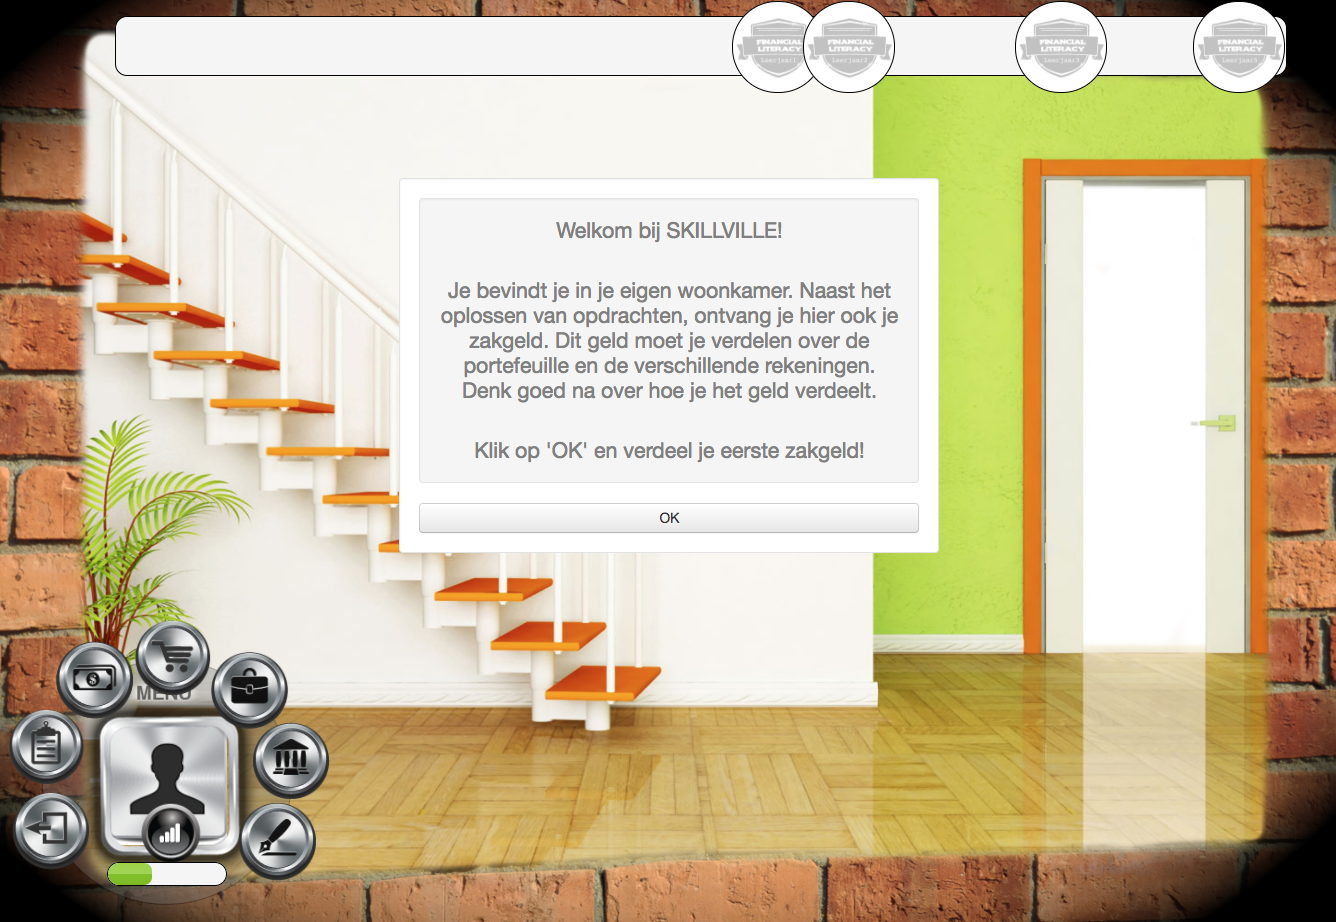 FINANCIAL
LITERACY
leerjaar1
FINANCIAL
LITERACY
leerjaar2
FINANCIAL
LITERACY
leerjaar3
FINANCIAL
LITERACY
Welkom bij SKILLVILLE!
Je bevindt je in je eigen woonkamer. Naast het
oplossen van opdrachten, ontvang je hier ook je
zakgeld. Dit geld moet je verdelen over de
portefeuille en de verschillende rekeningen.
Denk goed na over hoe je het geld verdeelt.
Klik op 'OK' en verdeel je eerste zakgeld!
OK
MENU